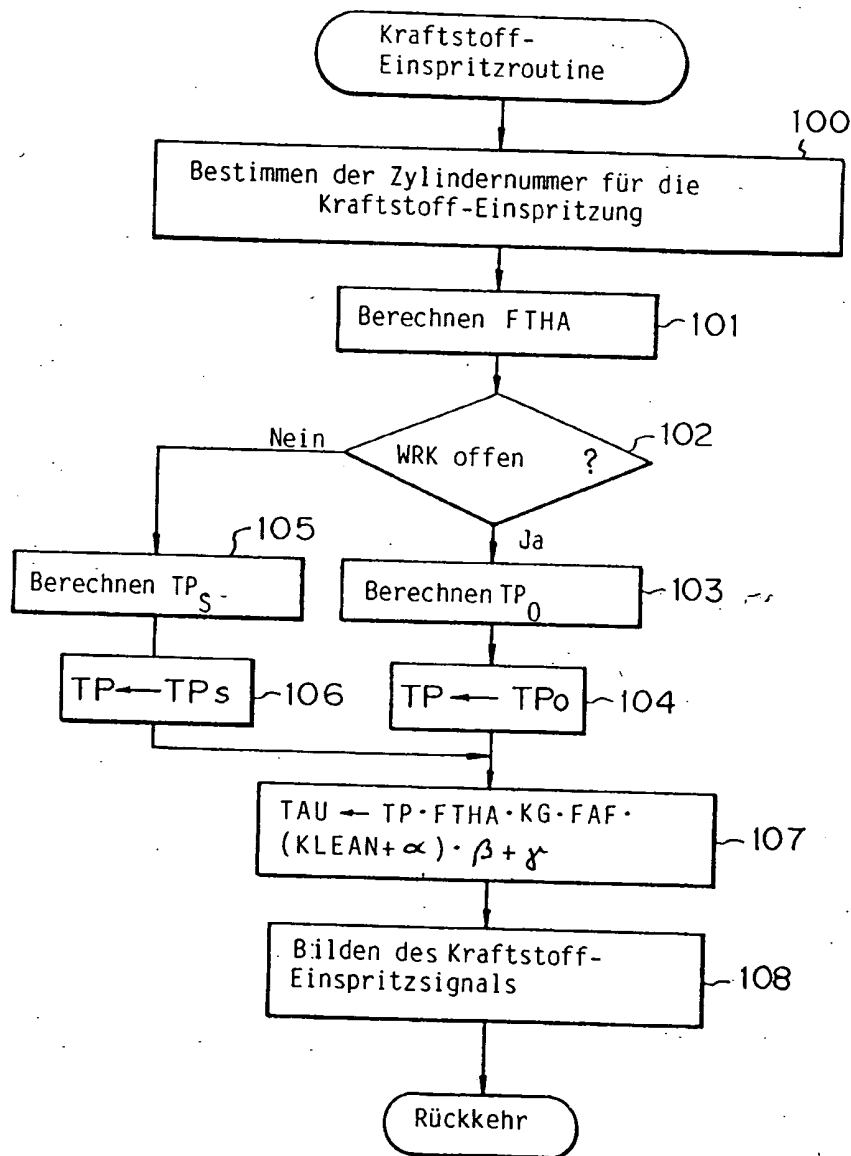 Kraftstoff-
Einspritzroutine
100
Bestimmen der Zylindernummer für die
Kraftstoff-Einspritzung
Berechnen FTHA
101
Nein
WRK offen ?
102
Ja
105
Berechnen TPS
Berechnen TP0
103
TP←TPs
106
TP ← TPo
104
TAU ← TP·FTHA·KG·FAF·
(KLEAN+α)·β+γ
107
Bilden des Kraftstoff-
Einspritzsignals
108
Rückkehr